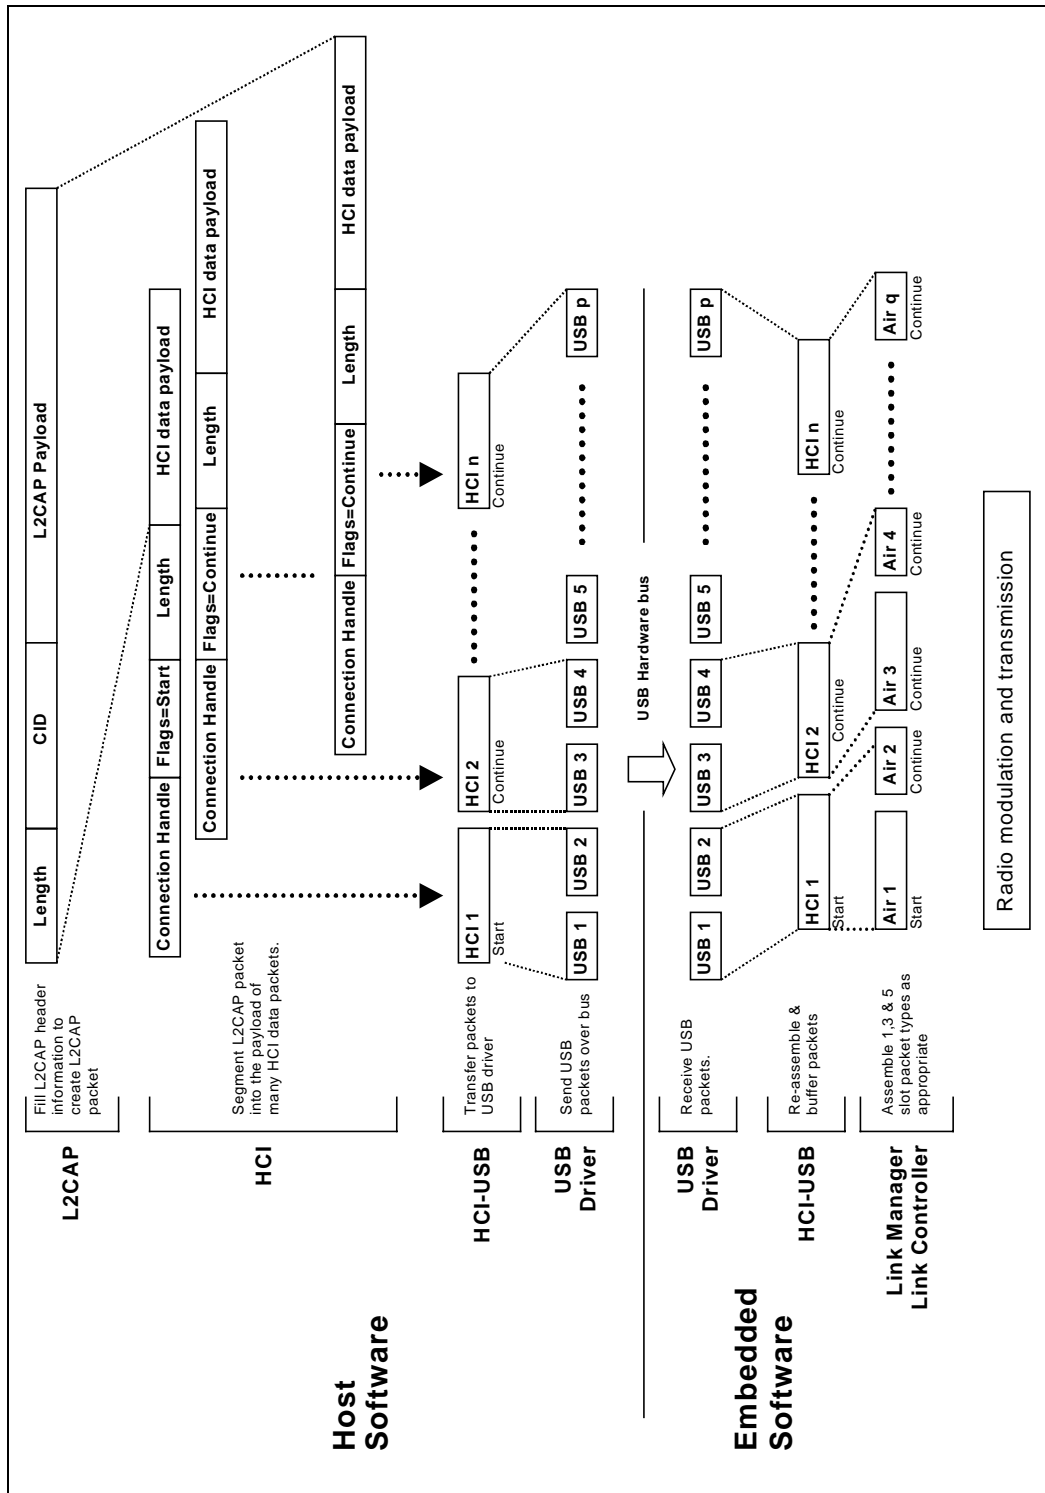 L2CAP
Fill L2CAP header
information to
create L2CAP
packet
Length
CID
L2CAP Payload
HCI
Segment L2CAP packet
into the payload of
many HCI data packets.
Connection Handle
Flags=Start
Length
HCI data payload
Connection Handle
Flags=Continue
Length
HCI data payload
Connection Handle
Flags=Continue
Length
HCI data payload
Host
Software
HCI-USB
Transfer packets to
USB driver
HCI 1
Start
HCI 2
Continue
HCI n
Continue
USB
Driver
Send USB
packets over bus
USB 1
USB 2
USB 3
USB 4
USB 5
USB p
USB Hardware bus
Embedded
Software
USB
Driver
Receive USB
packets.
USB 1
USB 2
USB 3
USB 4
USB 5
USB p
HCI-USB
Re-assemble &
buffer packets
HCI 1
Start
HCI 2
Continue
HCI n
Continue
Link Manager
Link Controller
Assemble 1,3 & 5
slot packet types as
appropriate
Air 1
Start
Air 2
Continue
Air 3
Continue
Air 4
Continue
Air q
Continue
Radio modulation and transmission